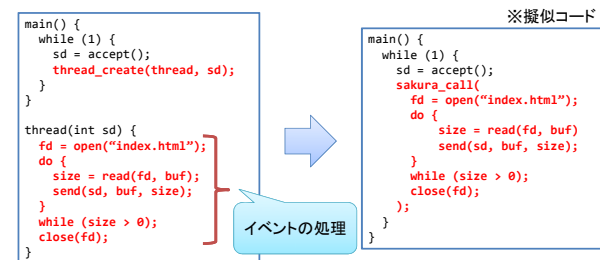 ※擬似コード
main() {
while (1) {
sd = accept();
thread_create(thread, sd);
}
}
thread(int sd) {
fd = open(“index.html”);
do {
size = read(fd, buf);
send(sd, buf, size);
}
while (size > 0);
close(fd);
}
イベントの処理
main() {
while (1) {
sd = accept();
sakura_call(
fd = open(“index.html”);
do {
size = read(fd, buf)
send(sd, buf, size);
}
while (size > 0);
close(fd);
);
}
}